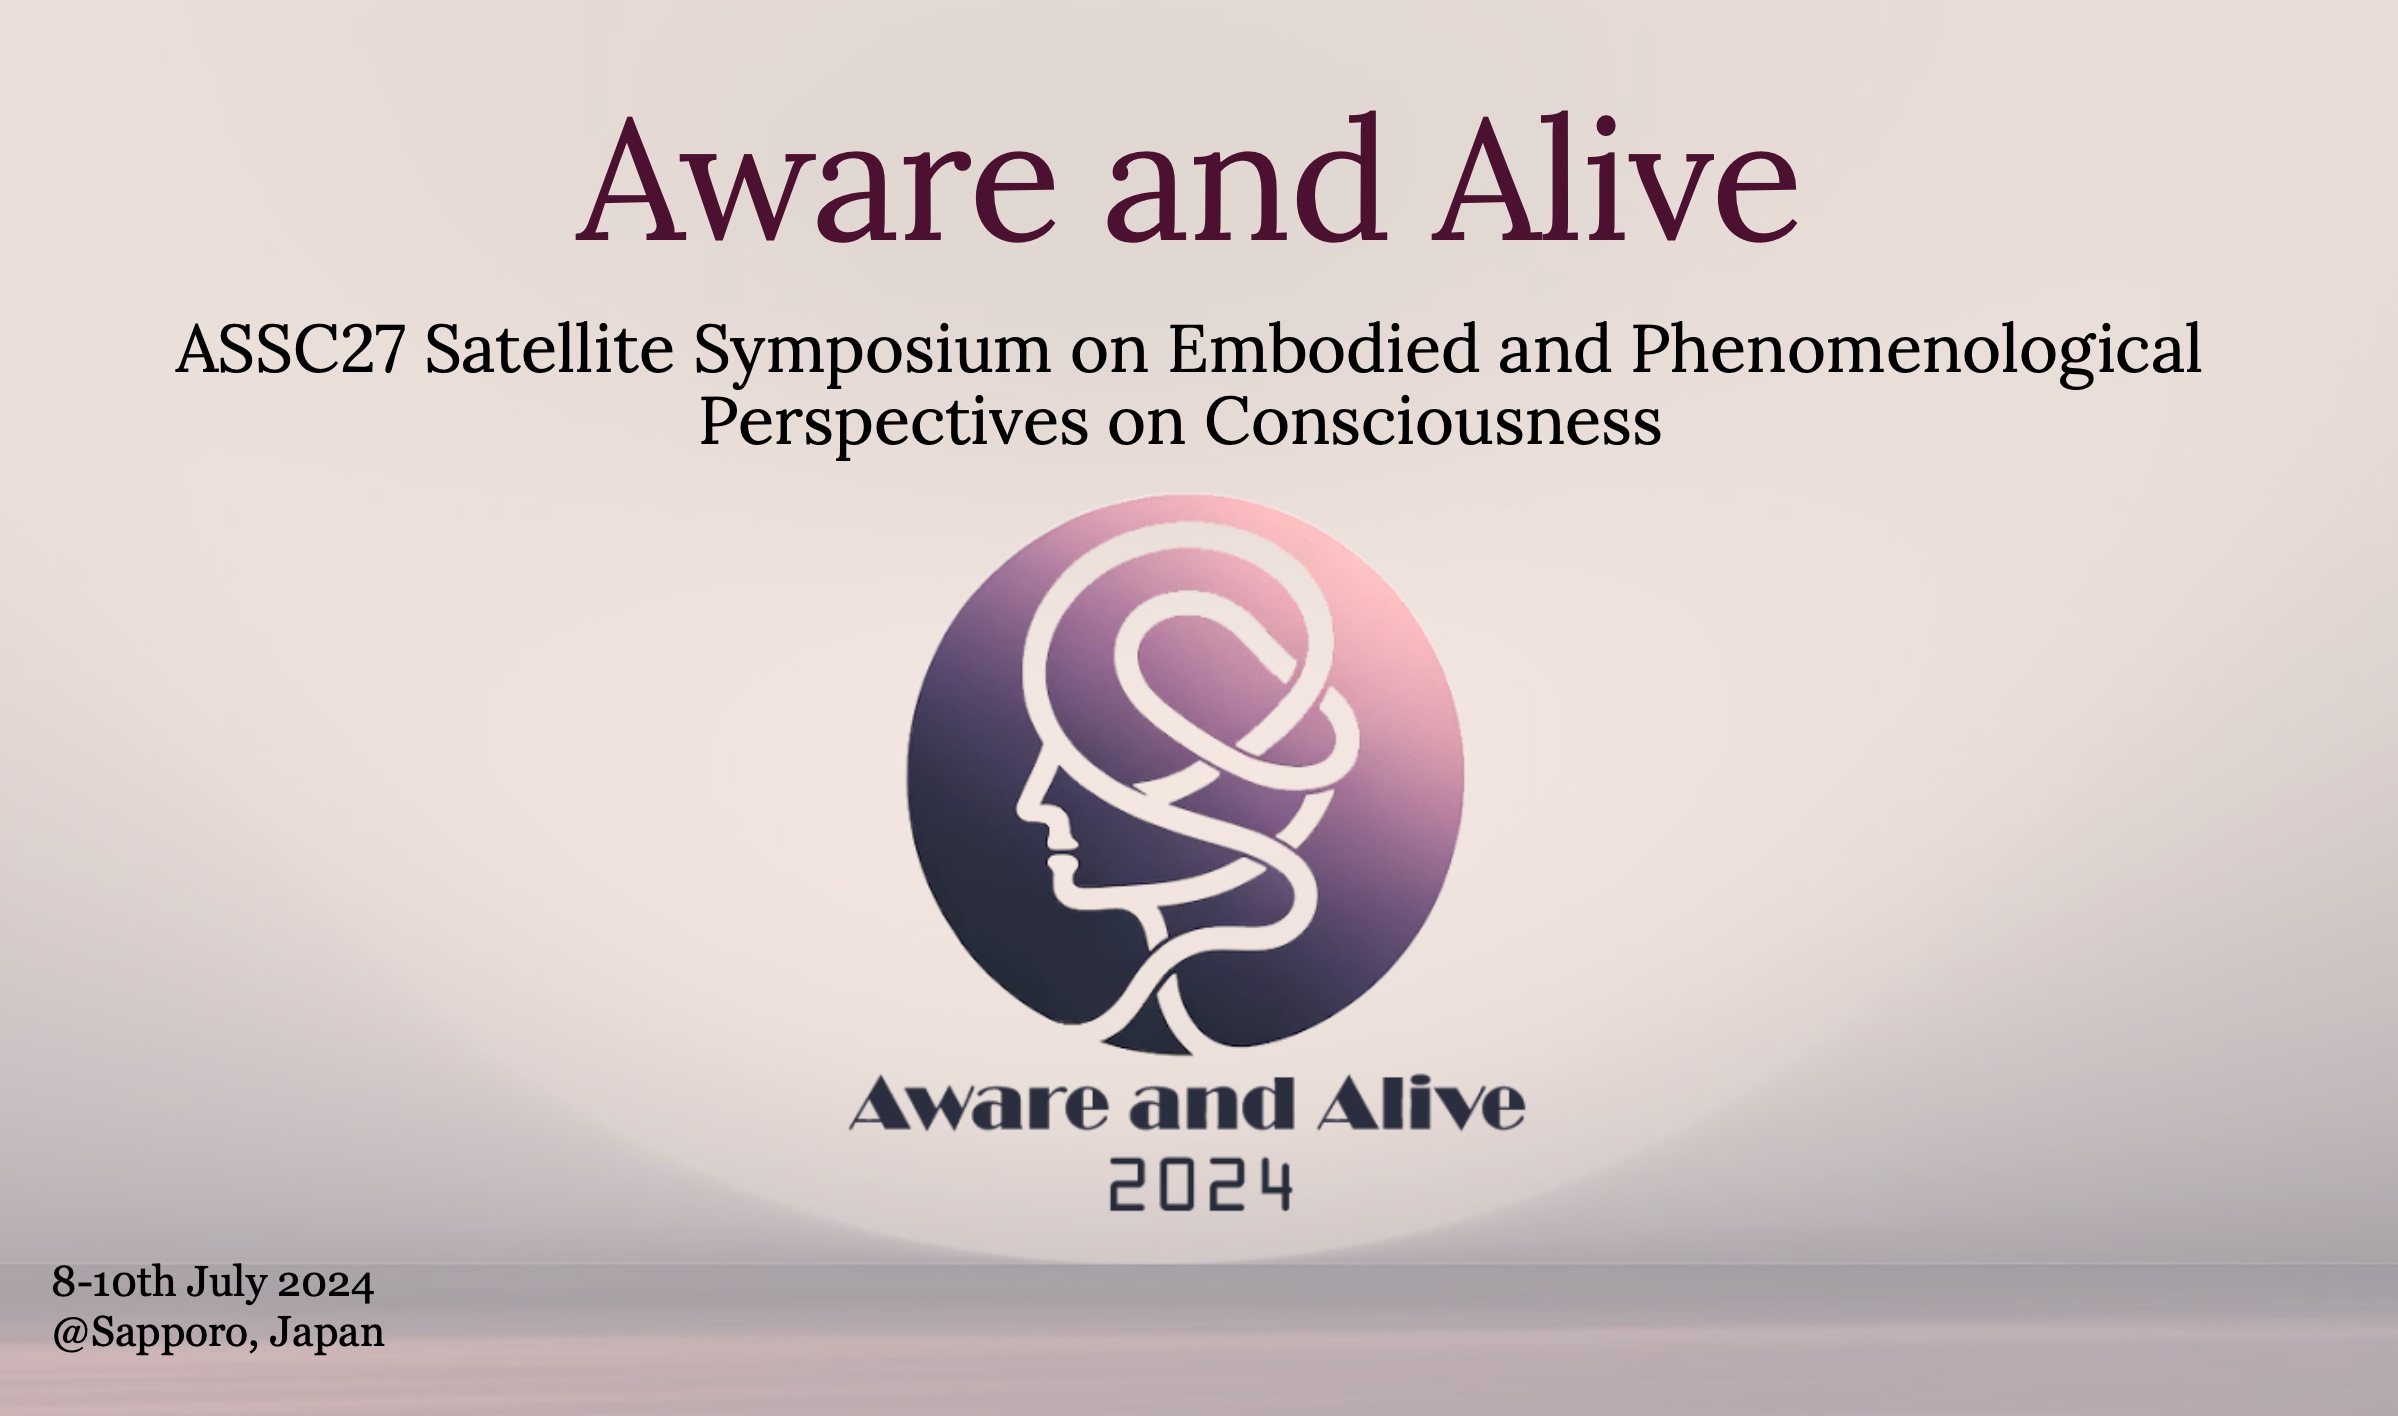 Aware and Alive
ASSC27 Satellite Symposium on Embodied and Phenomenological
Perspectives on Consciousness
Aware and Alive
2024
8-10th July 2024
@Sapporo, Japan